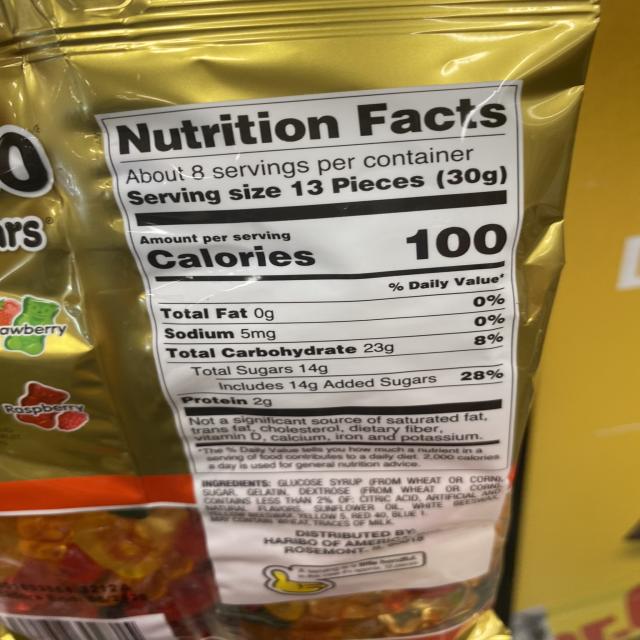 o
ars
awberry
Raspberry
Nutrition Facts
About 8 servings per container
Serving size 13 Pieces (30g)
Amount per serving
Calories 100
% Daily Value*
Total Fat 0g 0%
Sodium 5mg 0%
Total Carbohydrate 23g 8%
Total Sugars 14g
Includes 14g Added Sugars 28%
Protein 2g
Not a significant source of saturated fat,
trans fat, cholesterol, dietary fiber,
vitamin D, calcium, iron and potassium.
*The % Daily Value tells you how much a nutrient in a
serving of food contributes to a daily diet. 2,000 calories
a day is used for general nutrition advice.
INGREDIENTS: GLUCOSE SYRUP (FROM WHEAT OR CORN),
SUGAR, GELATIN, DEXTROSE (FROM WHEAT OR CORN),
CONTAINS LESS THAN 2% OF: CITRIC ACID, ARTIFICIAL AND
NATURAL FLAVORS, SUNFLOWER OIL, WHITE BEESWAX,
YELLOW 5, RED 40, BLUE 1.
WHEAT, TRACES OF MILK.
DISTRIBUTED BY:
HARIBO OF AMERICA
ROSEMONT,